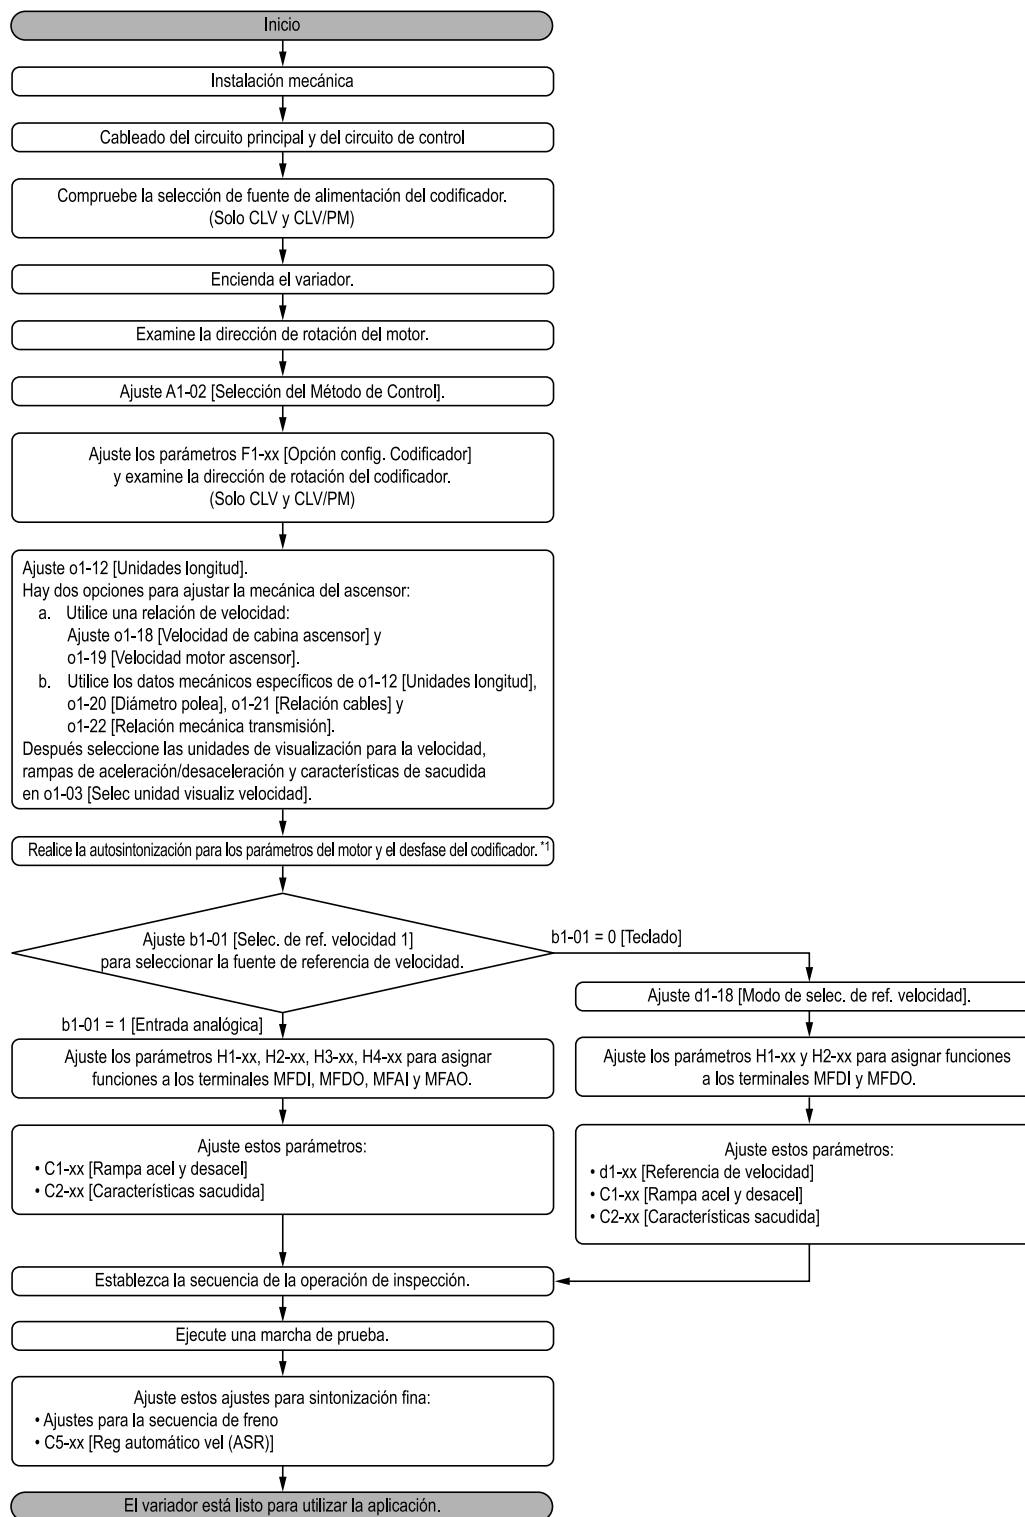 Inicio
Instalación mecánica
Cableado del circuito principal y del circuito de control
Compruebe la selección de fuente de alimentación del codificador.
(Solo CLV y CLV/PM)
Encienda el variador.
Examine la dirección de rotación del motor.
Ajuste A1-02 [Selección del Método de Control].
Ajuste los parámetros F1-xx [Opción config. Codificador]
y examine la dirección de rotación del codificador.
(Solo CLV y CLV/PM)
Ajuste o1-12 [Unidades longitud].
Hay dos opciones para ajustar la mecánica del ascensor:
a. Utilice una relación de velocidad:
Ajuste o1-18 [Velocidad de cabina ascensor] y
o1-19 [Velocidad motor ascensor].
b. Utilice los datos mecánicos específicos de o1-12 [Unidades longitud],
o1-20 [Diámetro polea], o1-21 [Relación cables] y
o1-22 [Relación mecánica transmisión].
Después seleccione las unidades de visualización para la velocidad,
rampas de aceleración/desaceleración y características de sacudida
en o1-03 [Selec unidad visualiz velocidad].
Realice la autosintonización para los parámetros del motor y el desfase del codificador. *1
Ajuste b1-01 [Selec. de ref. velocidad 1]
para seleccionar la fuente de referencia de velocidad.
b1-01 = 0 [Teclado]
b1-01 = 1 [Entrada analógica]
Ajuste los parámetros H1-xx, H2-xx, H3-xx, H4-xx para asignar
funciones a los terminales MFDI, MFDO, MFAI y MFAO.
Ajuste estos parámetros:
• C1-xx [Rampa acel y desacel]
• C2-xx [Características sacudida]
Ajuste d1-18 [Modo de selec. de ref. velocidad].
Ajuste los parámetros H1-xx y H2-xx para asignar funciones
a los terminales MFDI y MFDO.
Ajuste estos parámetros:
• d1-xx [Referencia de velocidad]
• C1-xx [Rampa acel y desacel]
• C2-xx [Características sacudida]
Establezca la secuencia de la operación de inspección.
Ejecute una marcha de prueba.
Ajuste estos ajustes para sintonización fina:
• Ajustes para la secuencia de freno
• C5-xx [Reg automático vel (ASR)]
El variador está listo para utilizar la aplicación.